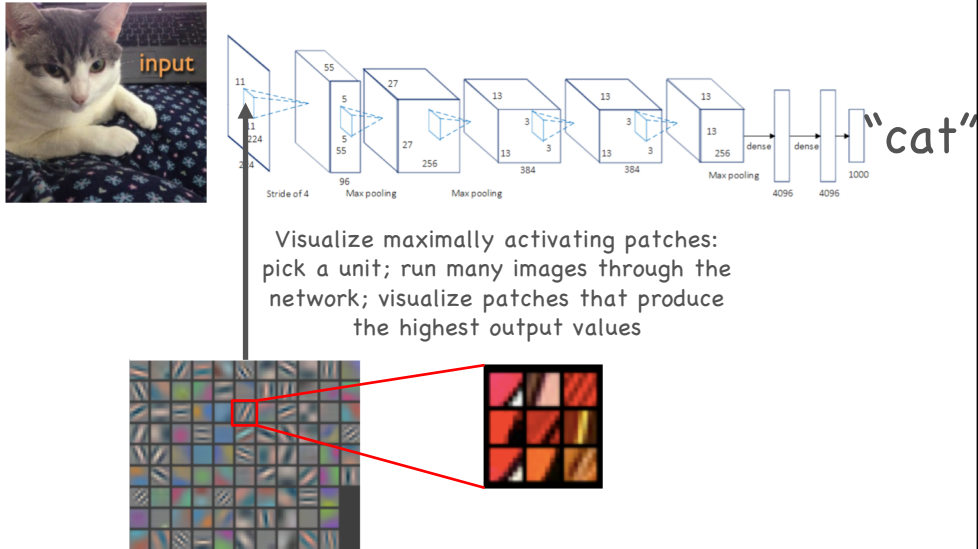 input
11
11
224
224
Stride of 4
55
5
5
55
96
Max pooling
27
27
256
Max pooling
13
3
3
13
384
13
3
3
13
384
13
13
256
Max pooling
dense
4096
dense
4096
1000
“cat”
Visualize maximally activating patches:
pick a unit; run many images through the
network; visualize patches that produce
the highest output values